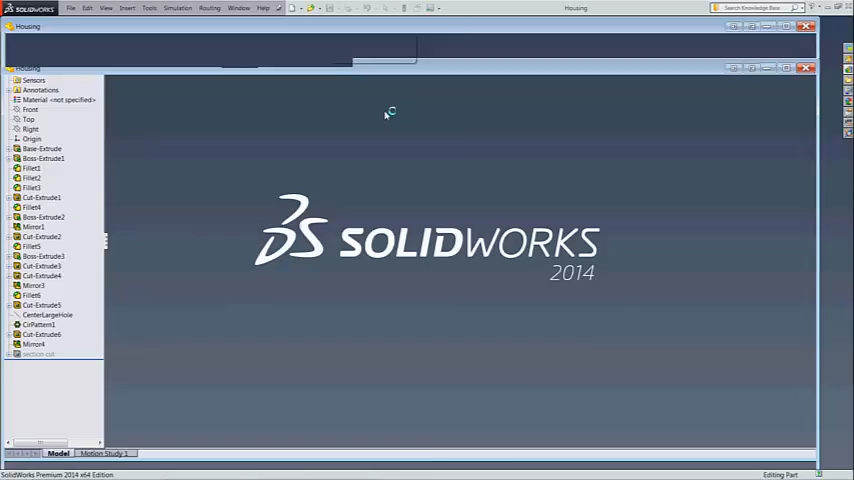 SOLIDWORKS File Edit View Insert Tools Simulation Routing Window Help Housing Search Knowledge Base
Housing
Housing
Sensors
Annotations
Material <not specified>
Front
Top
Right
Origin
Base-Extrude
Boss-Extrude1
Fillet1
Fillet2
Fillet3
Cut-Extrude1
Fillet4
Boss-Extrude2
Mirror1
Cut-Extrude2
Fillet5
Boss-Extrude3
Cut-Extrude3
Cut-Extrude4
Mirror3
Fillet6
Cut-Extrude5
CenterLargeHole
CirPattern1
Cut-Extrude6
Mirror4
section cut
SOLIDWORKS
2014
Model Motion Study 1
SolidWorks Premium 2014 x64 Edition Editing Part